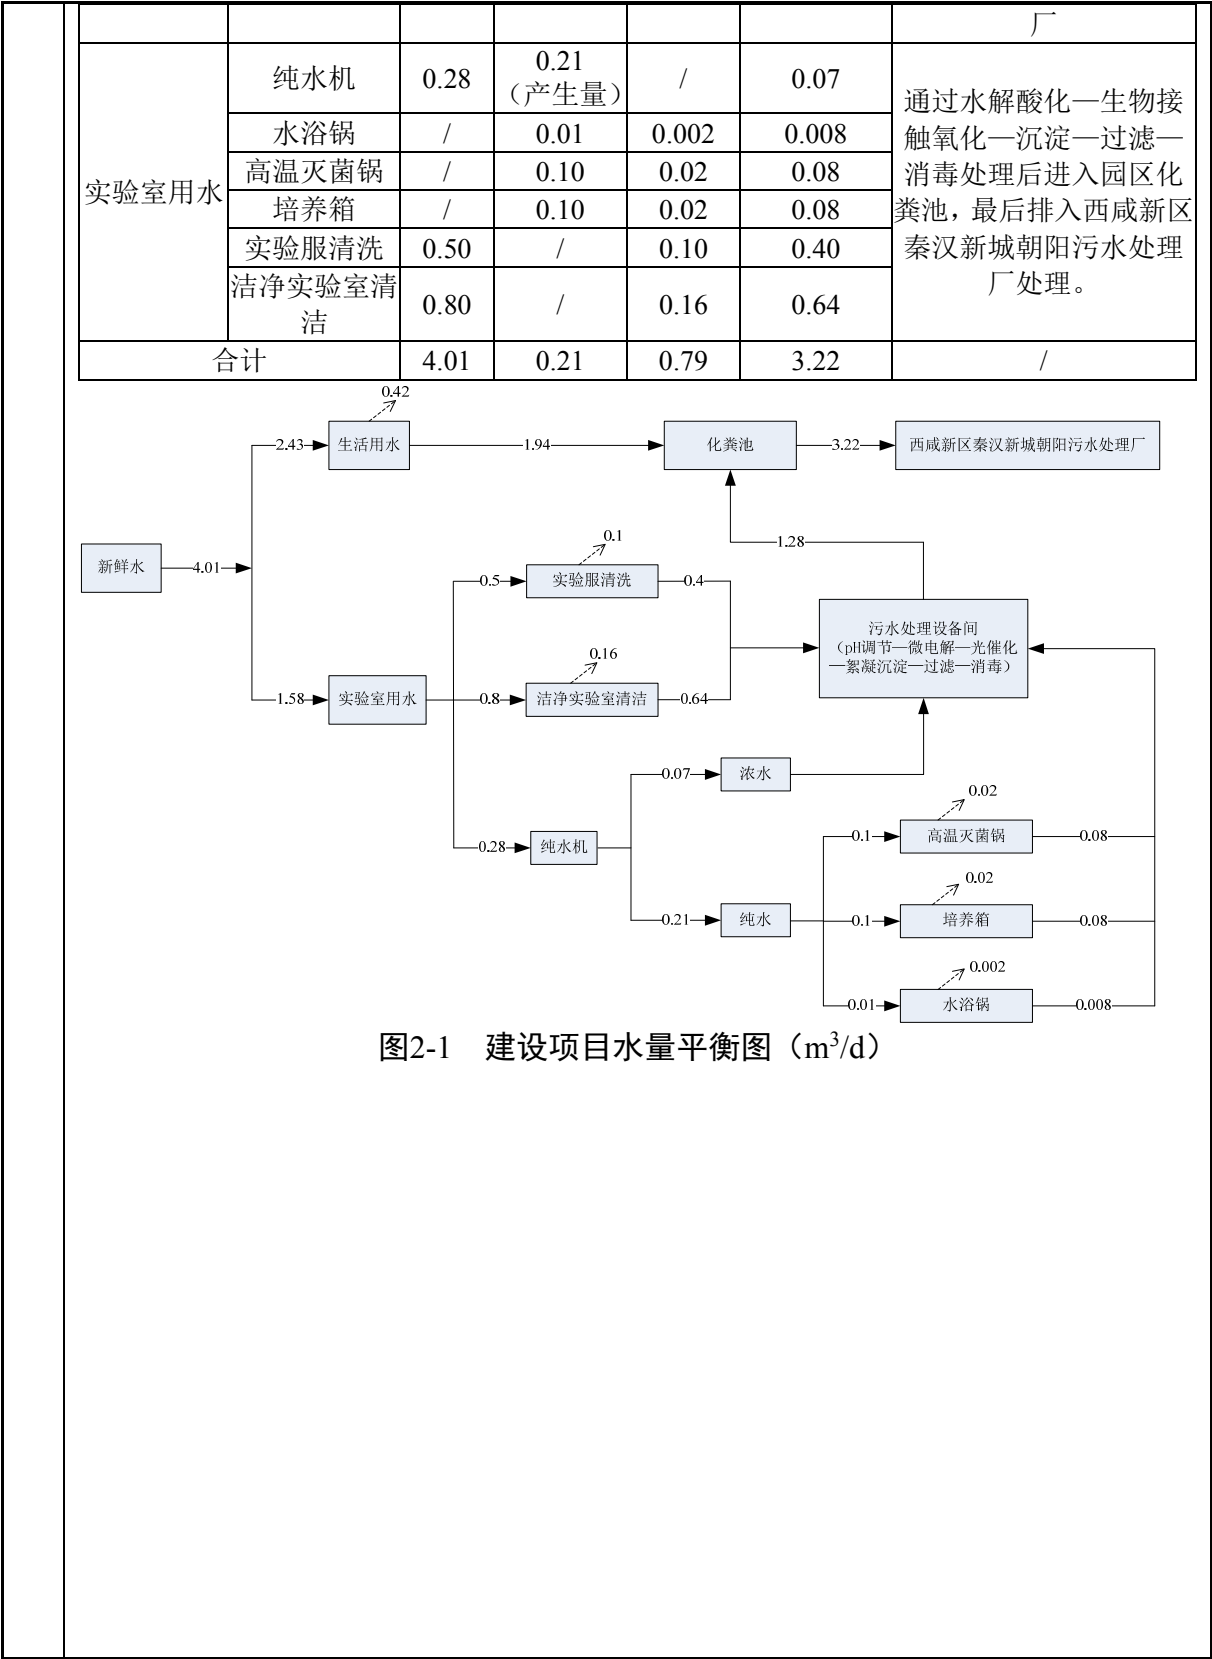 厂
实验室用水
纯水机 0.28 0.21 / 0.07
（产生量）
水浴锅 / 0.01 0.002 0.008
高温灭菌锅 / 0.10 0.02 0.08
培养箱 / 0.10 0.02 0.08
实验服清洗 0.50 / 0.10 0.40
洁净实验室清
洁
0.80 / 0.16 0.64
通过水解酸化—生物接
触氧化—沉淀—过滤—
消毒处理后进入园区化
粪池，最后排入西咸新区
秦汉新城朝阳污水处理
厂处理。
合计 4.01 0.21 0.79 3.22 /
0.42
2.43 生活用水 1.94 化粪池 3.22 西咸新区秦汉新城朝阳污水处理厂
新鲜水 4.01
0.1
1.28
0.5 实验服清洗 0.4
污水处理设备间
（pH调节—微电解—光催化
—絮凝沉淀—过滤—消毒）
0.16
1.58 实验室用水 0.8 洁净实验室清洁 0.64
0.07 浓水
0.02
0.28 纯水机
0.1 高温灭菌锅 0.08
0.02
0.21 纯水 0.1 培养箱 0.08
0.002
0.01 水浴锅 0.008
图2-1 建设项目水量平衡图（m³/d）